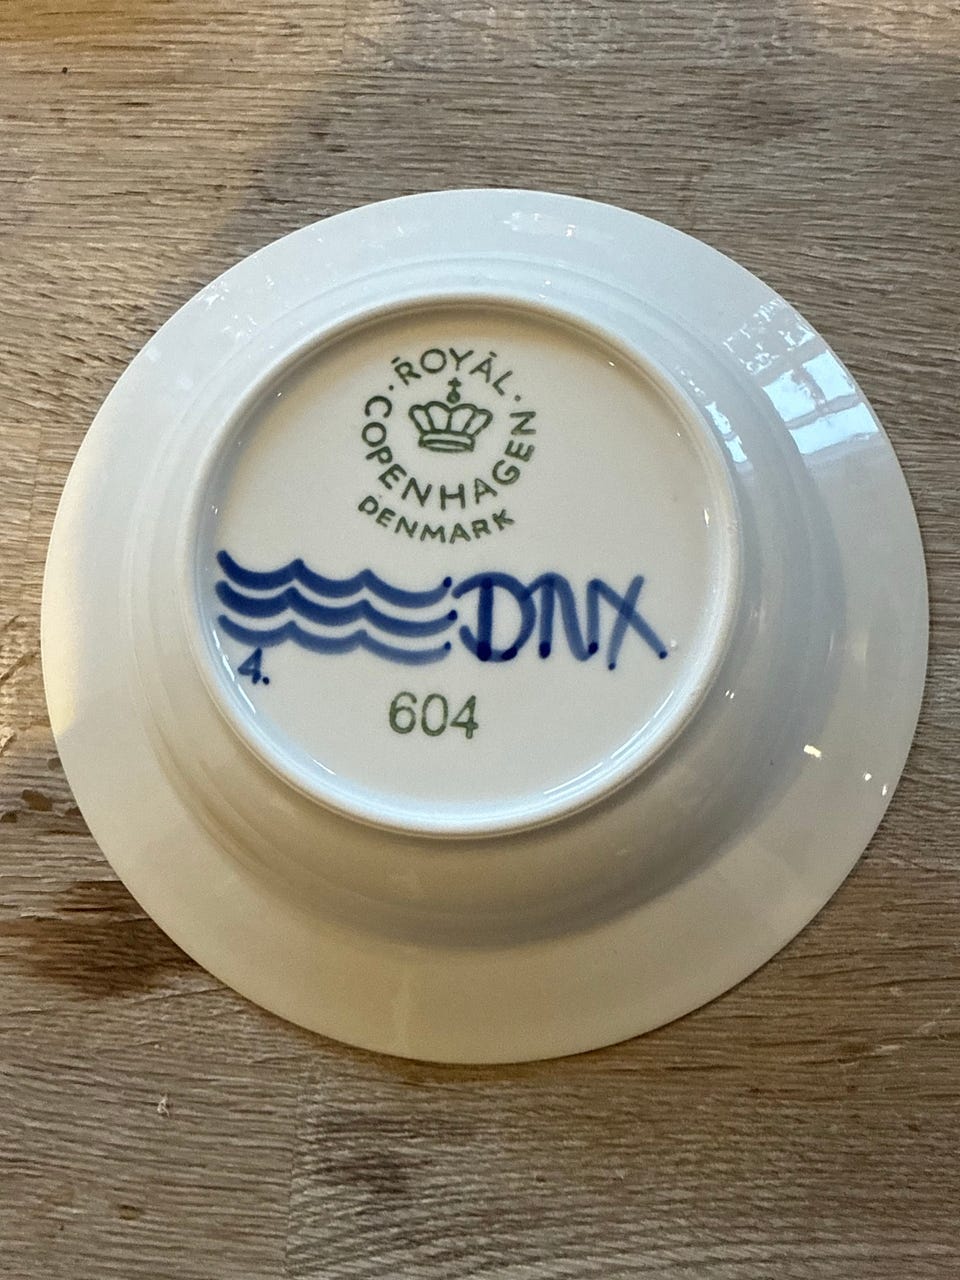 · ROYAL ·
COPENHAGEN
DENMARK
DNX
4.
604